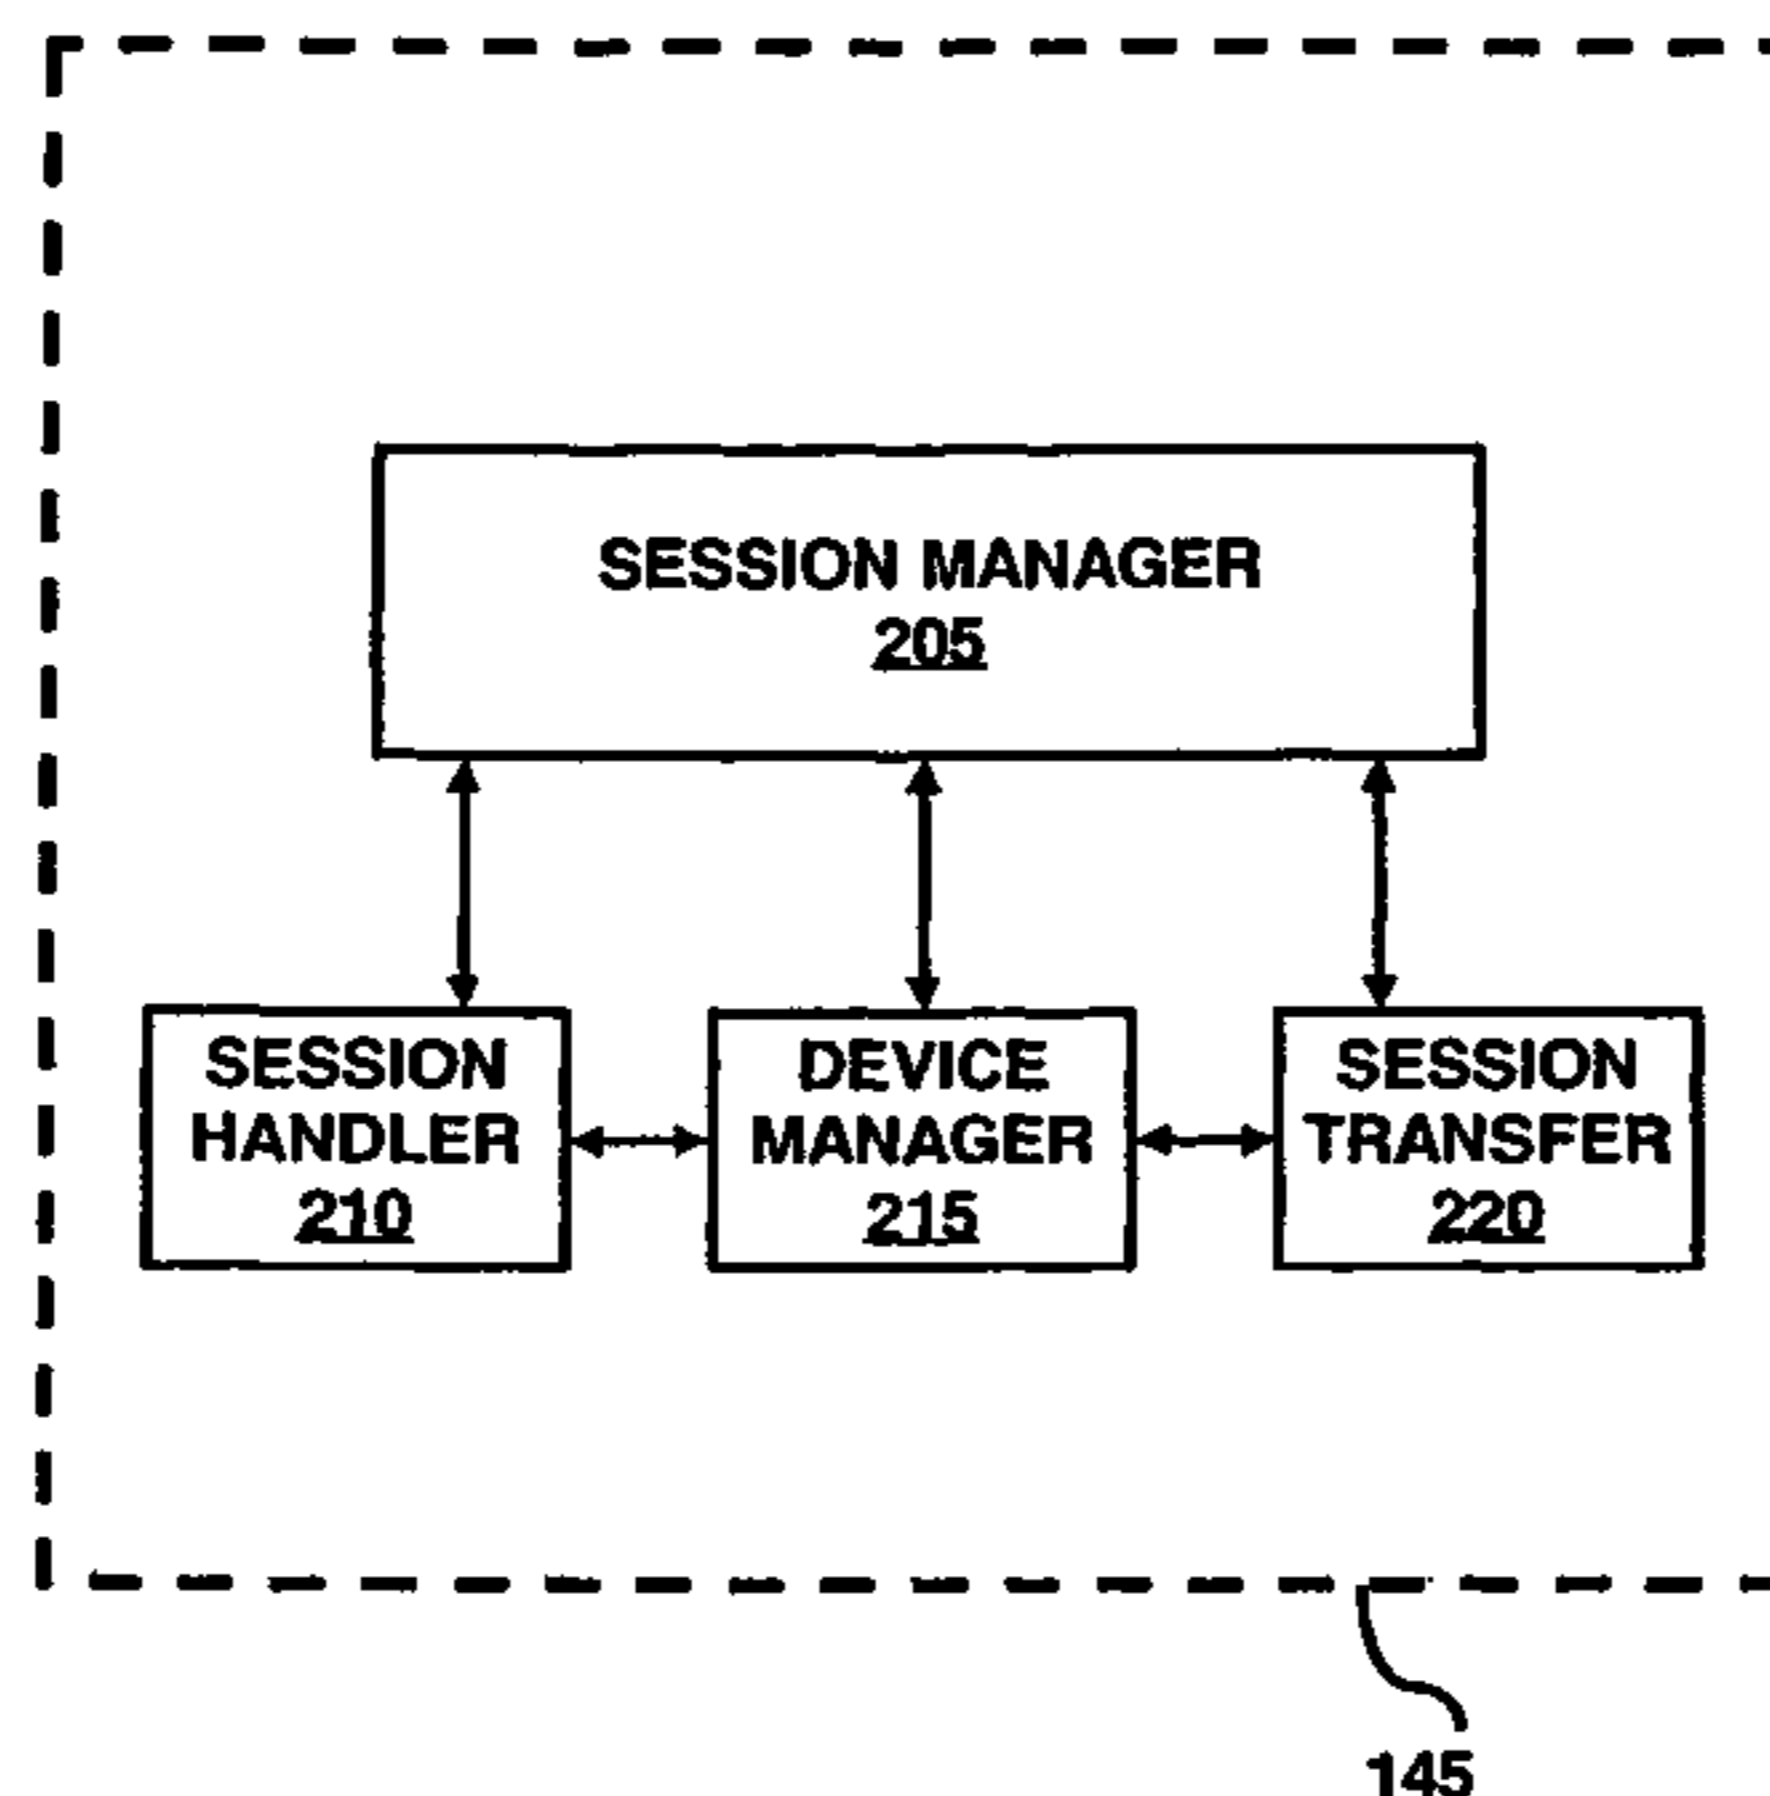 SESSION MANAGER
205
SESSION
HANDLER
210
DEVICE
MANAGER
215
SESSION
TRANSFER
220
145